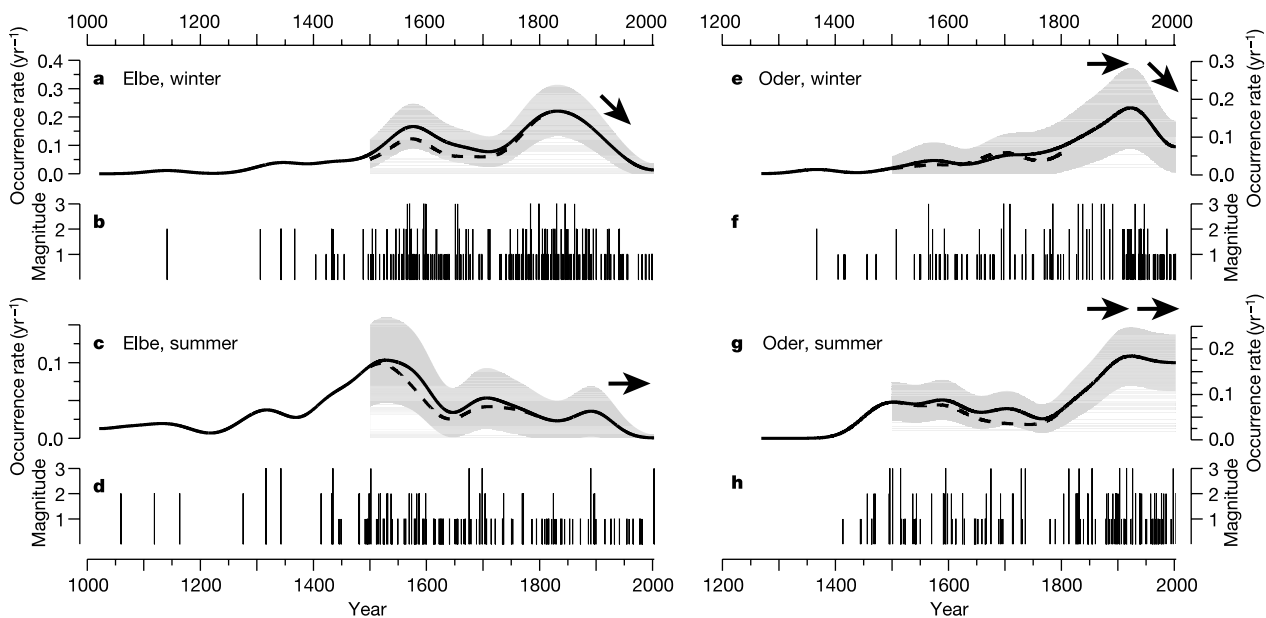 1000 1200 1400 1600 1800 2000
1200 1400 1600 1800 2000
Occurrence rate (yr⁻¹)
0.4
0.3
0.2
0.1
0.0
a Elbe, winter
e Oder, winter
0.3
0.2
0.1
0.0
Occurrence rate (yr⁻¹)
Magnitude
3
2
1
b
f
3
2
1
Magnitude
Occurrence rate (yr⁻¹)
0.1
0.0
c Elbe, summer
g Oder, summer
0.2
0.1
0.0
Occurrence rate (yr⁻¹)
Magnitude
3
2
1
d
h
3
2
1
Magnitude
1000 1200 1400 1600 1800 2000
Year
1200 1400 1600 1800 2000
Year